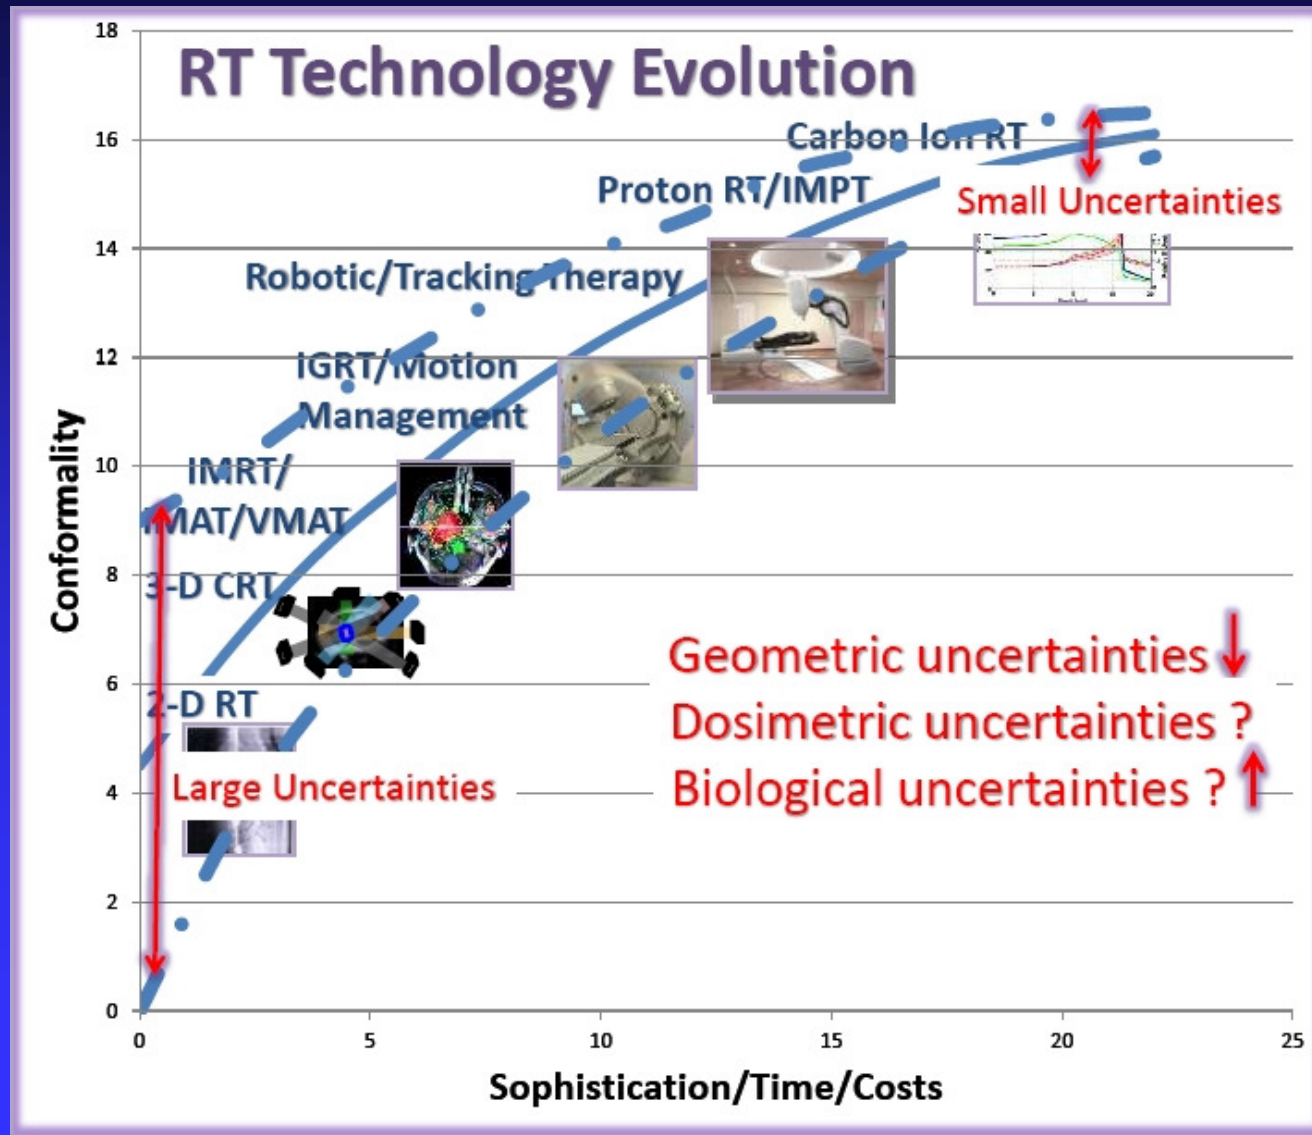 RT Technology Evolution
18
16
14
12
10
8
6
4
2
0
Conformality
Carbon Ion RT
Proton RT/IMPT
Small Uncertainties
Robotic/Tracking Therapy
IGRT/Motion
Management
IMRT/
IMAT/VMAT
3-D CRT
2-D RT
Large Uncertainties
Geometric uncertainties
Dosimetric uncertainties ?
Biological uncertainties ?
0 5 10 15 20 25
Sophistication/Time/Costs